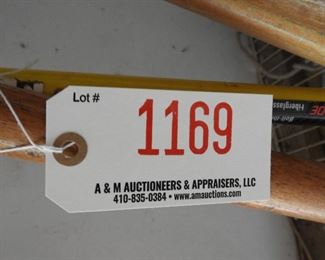 Lot #
1169
A & M AUCTIONEERS & APPRAISERS, LLC
410-835-0384 • www.amauctions.com
Fiberglass